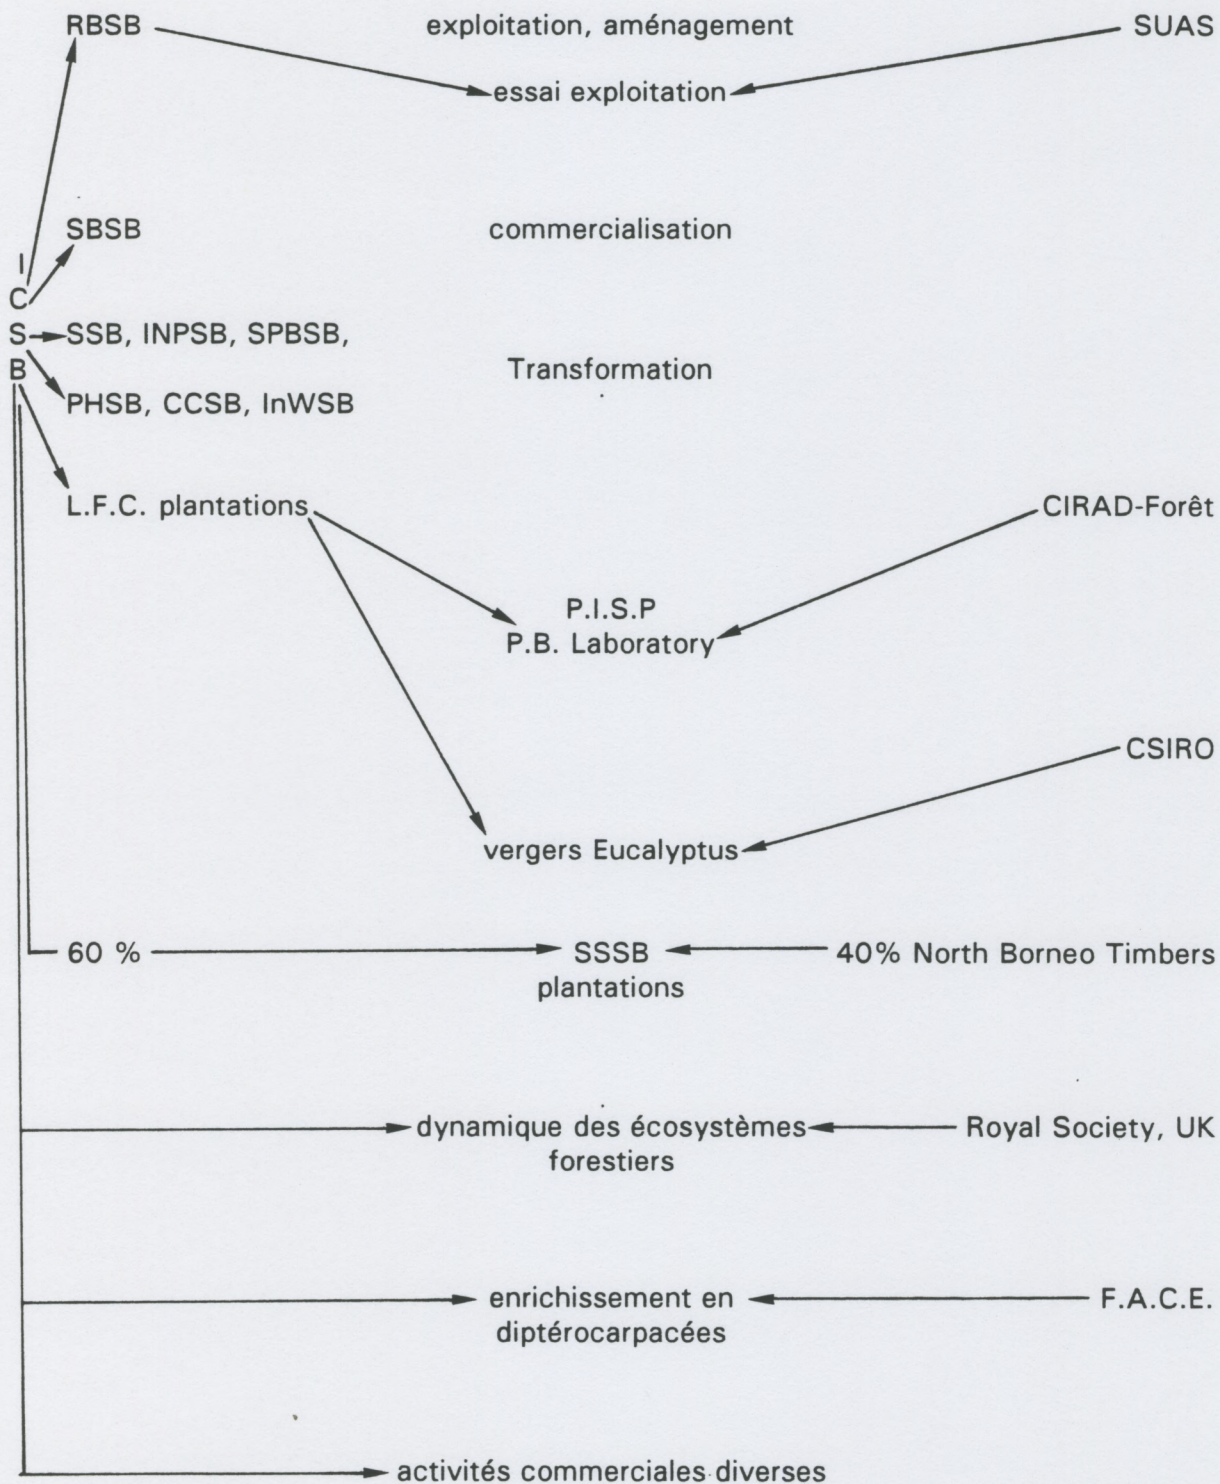 RBSB exploitation, aménagement SUAS
essai exploitation
SBSB commercialisation
I
C
S SSB, INPSB, SPBSB,
B Transformation
PHSB, CCSB, InWSB
L.F.C. plantations CIRAD-Forêt
P.I.S.P
P.B. Laboratory
CSIRO
vergers Eucalyptus
60 % SSSB 40% North Borneo Timbers
plantations
dynamique des écosystèmes Royal Society, UK
forestiers
enrichissement en F.A.C.E.
diptérocarpacées
activités commerciales diverses